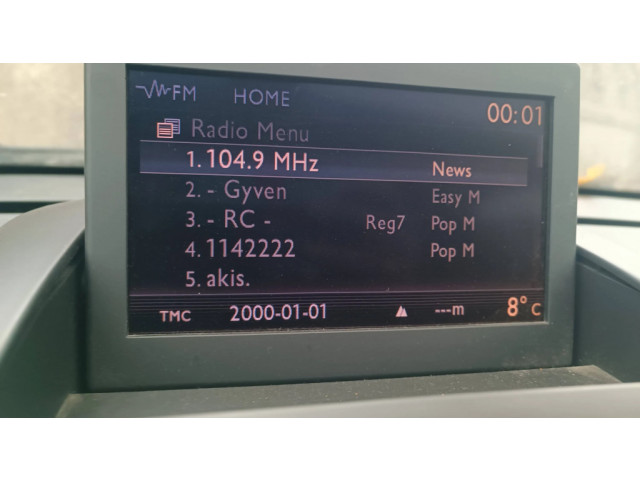 FM HOME 00:01
Radio Menu
1. 104.9 MHz News
2. - Gyven Easy M
3. - RC - Reg7 Pop M
4. 1142222 Pop M
5. akis.
TMC 2000-01-01 ---m 8°C